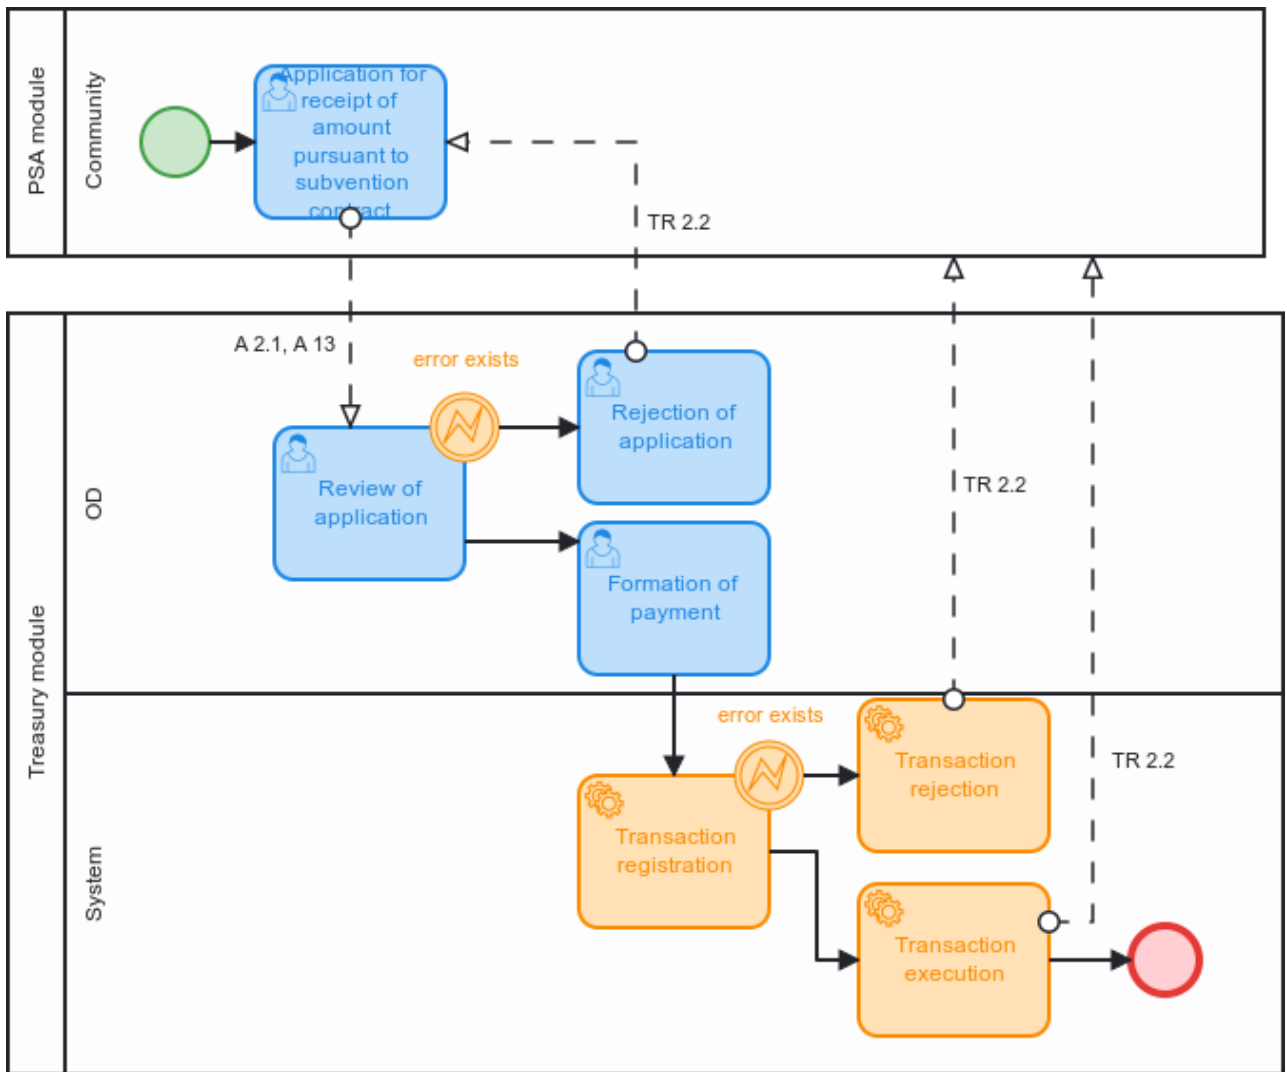 PSA module
Community
Application for
receipt of
amount
pursuant to
subvention
contract
TR 2.2
A 2.1, A 13
Treasury module
OD
error exists
Rejection of
application
Review of
application
TR 2.2
Formation of
payment
System
error exists
Transaction
rejection
TR 2.2
Transaction
registration
Transaction
execution